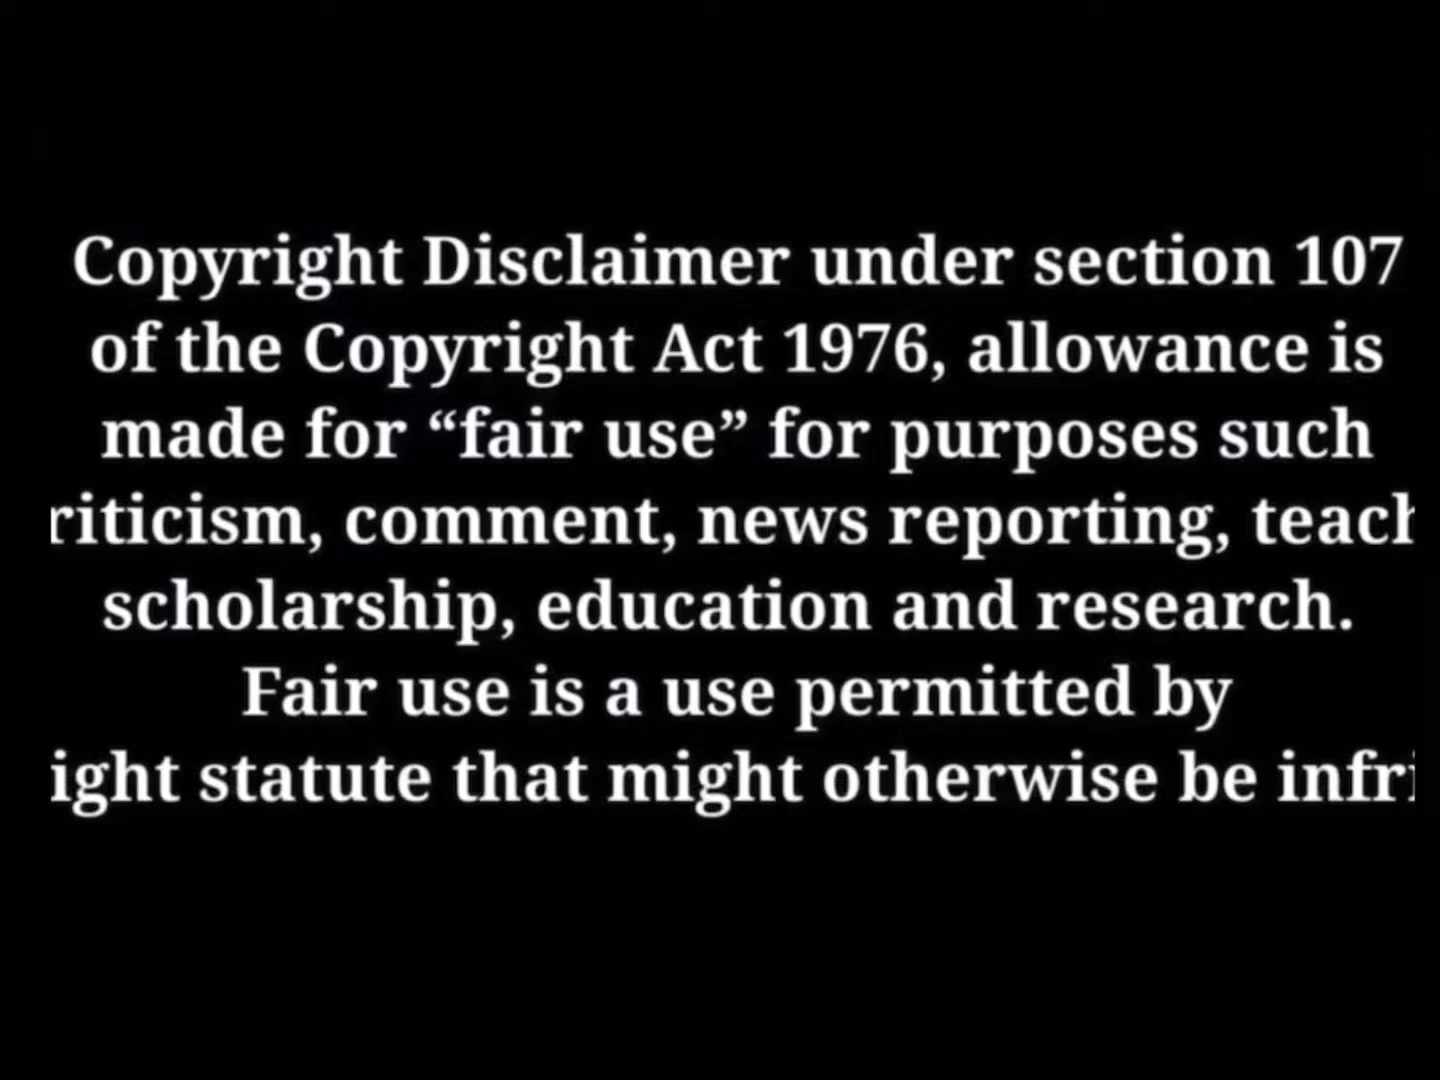 Copyright Disclaimer under section 107
of the Copyright Act 1976, allowance is
made for “fair use” for purposes such
riticism, comment, news reporting, teach
scholarship, education and research.
Fair use is a use permitted by
ight statute that might otherwise be infri